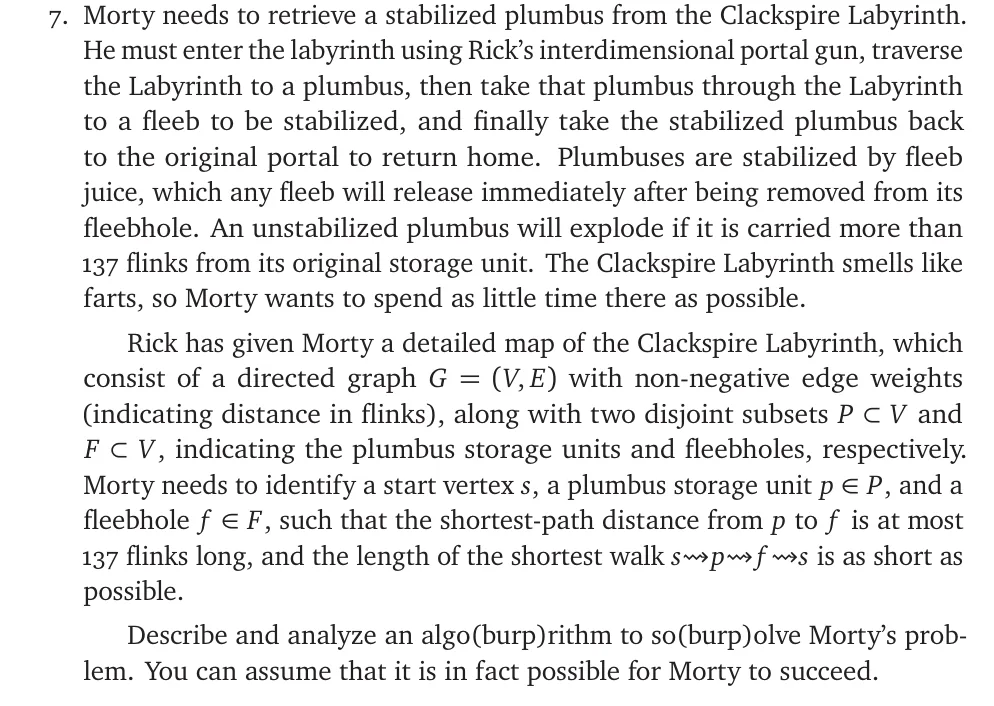 7. Morty needs to retrieve a stabilized plumbus from the Clackspire Labyrinth.
He must enter the labyrinth using Rick’s interdimensional portal gun, traverse
the Labyrinth to a plumbus, then take that plumbus through the Labyrinth
to a fleeb to be stabilized, and finally take the stabilized plumbus back
to the original portal to return home. Plumbuses are stabilized by fleeb
juice, which any fleeb will release immediately after being removed from its
fleebhole. An unstabilized plumbus will explode if it is carried more than
137 flinks from its original storage unit. The Clackspire Labyrinth smells like
farts, so Morty wants to spend as little time there as possible.
Rick has given Morty a detailed map of the Clackspire Labyrinth, which
consist of a directed graph G = (V, E) with non-negative edge weights
(indicating distance in flinks), along with two disjoint subsets P ⊂ V and
F ⊂ V, indicating the plumbus storage units and fleebholes, respectively.
Morty needs to identify a start vertex s, a plumbus storage unit p ∈ P, and a
fleebhole f ∈ F, such that the shortest-path distance from p to f is at most
137 flinks long, and the length of the shortest walk s⇝p⇝f⇝s is as short as
possible.
Describe and analyze an algo(burp)rithm to so(burp)olve Morty’s prob-
lem. You can assume that it is in fact possible for Morty to succeed.